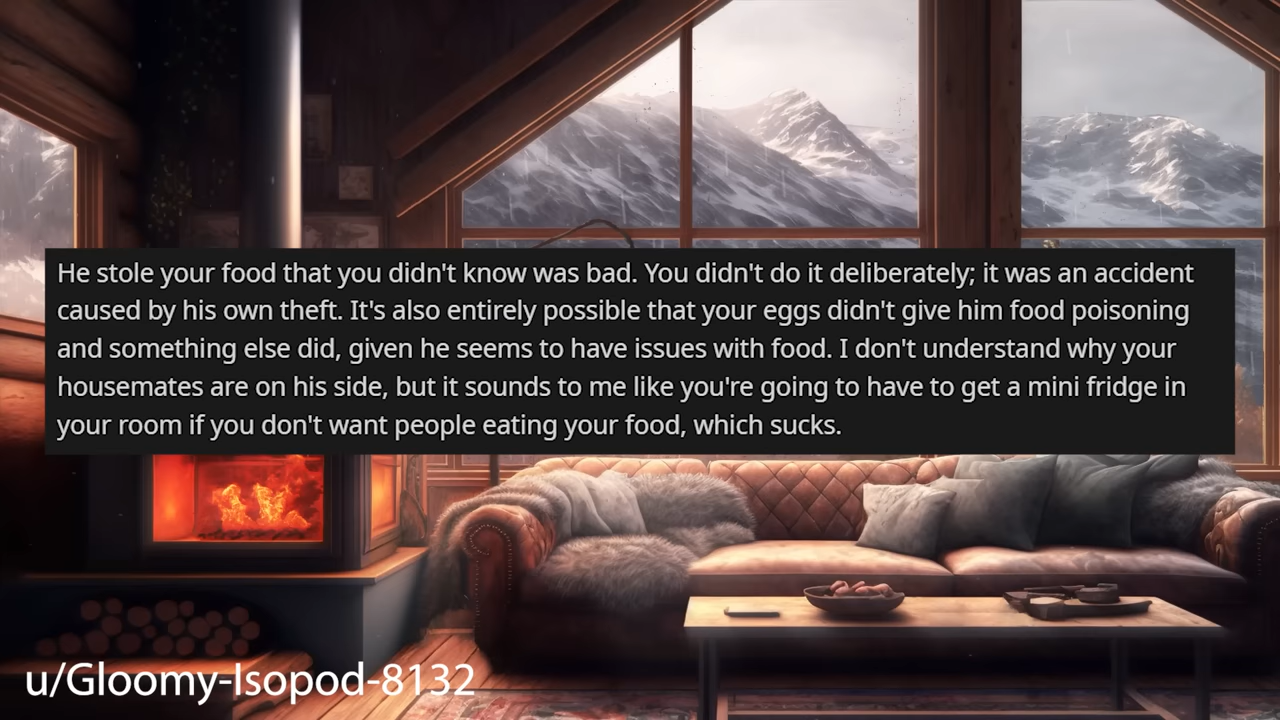 He stole your food that you didn't know was bad. You didn't do it deliberately; it was an accident
caused by his own theft. It's also entirely possible that your eggs didn't give him food poisoning
and something else did, given he seems to have issues with food. I don't understand why your
housemates are on his side, but it sounds to me like you're going to have to get a mini fridge in
your room if you don't want people eating your food, which sucks.
u/Gloomy-Isopod-8132